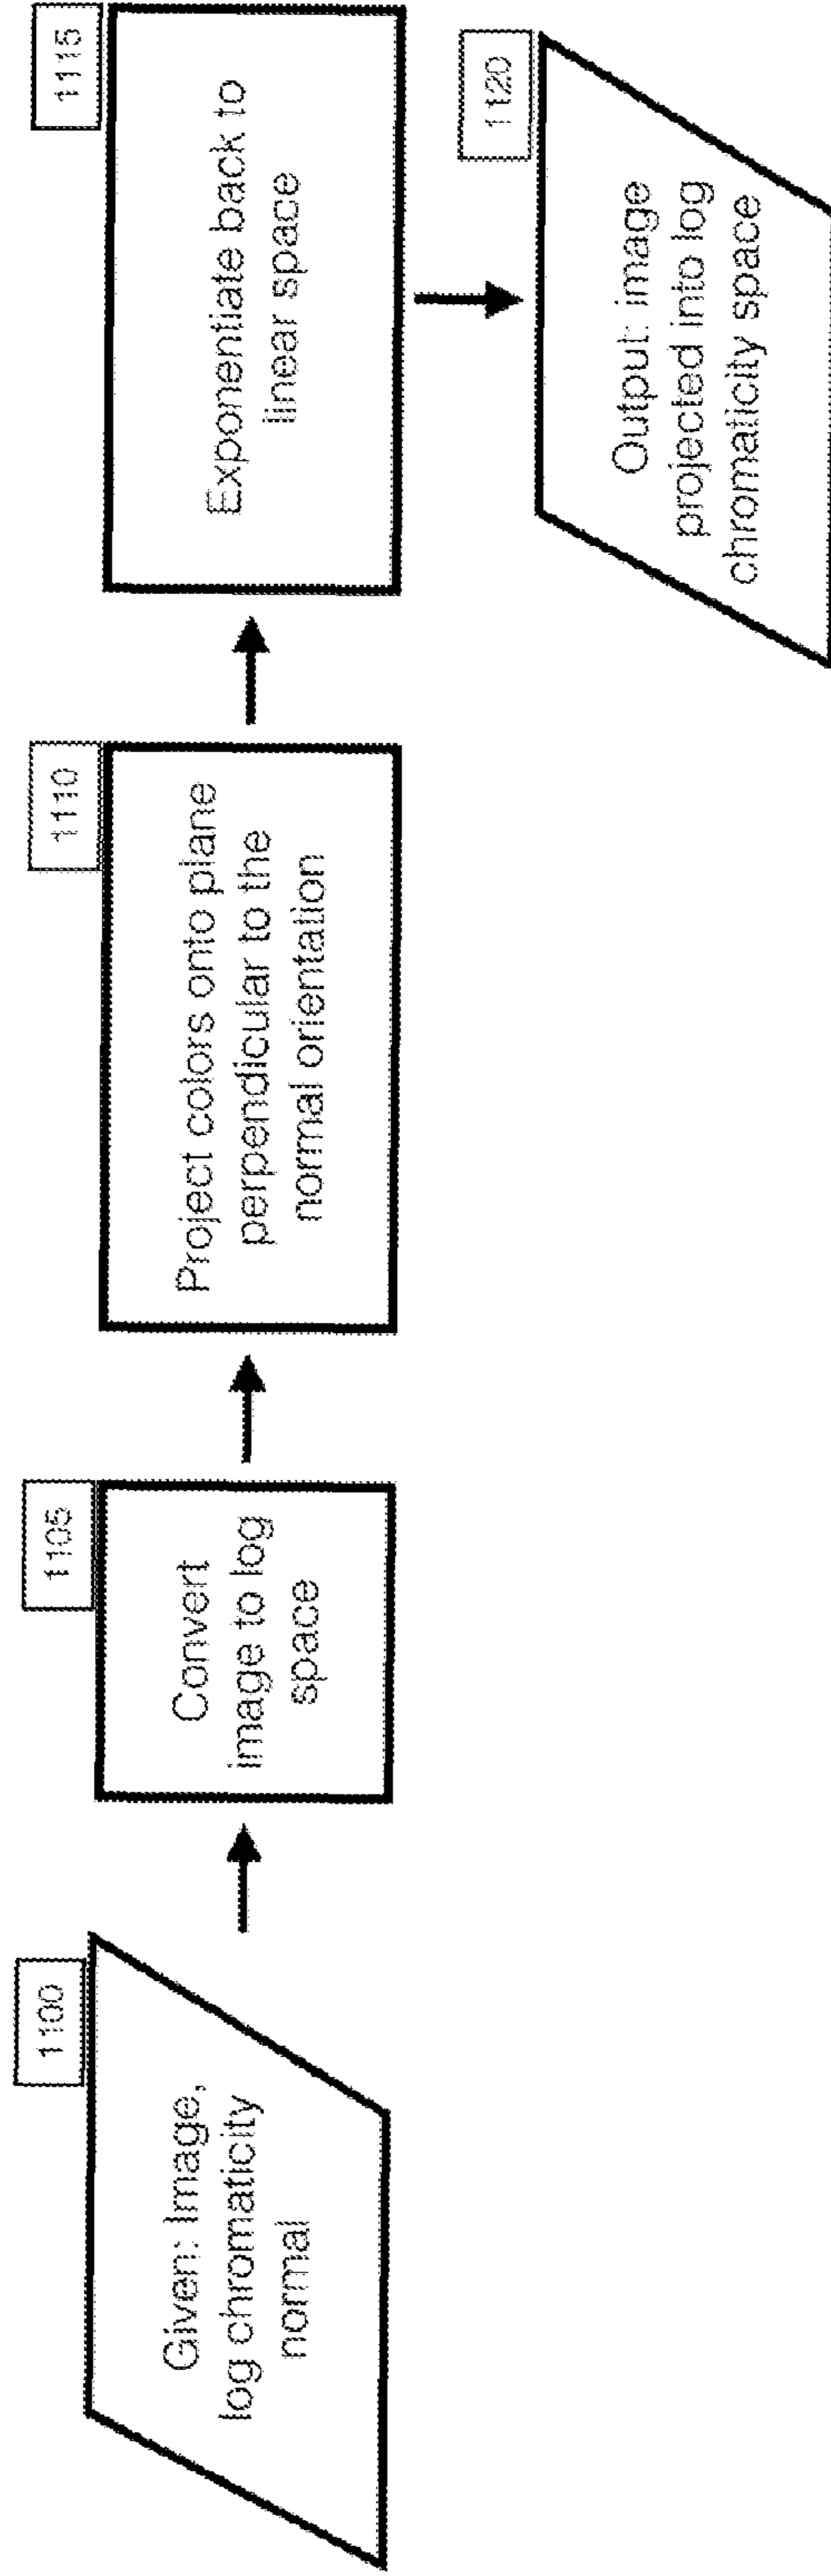 1100
Given: Image,
log chromaticity
normal
1105
Convert
image to log
space
1110
Project colors onto plane
perpendicular to the
normal orientation
1115
Exponentiate back to
linear space
1120
Output: image
projected into log
chromaticity space